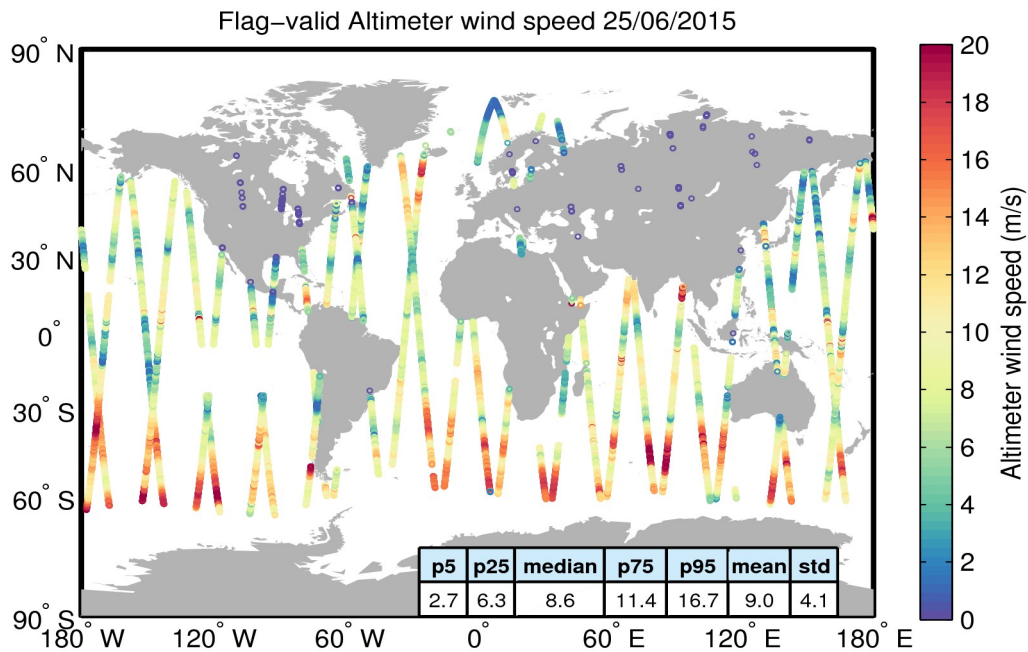 Flag−valid Altimeter wind speed 25/06/2015
90° N
60° N
30° N
0°
30° S
60° S
90° S
180° W
120° W
60° W
0°
60° E
120° E
180° E
p5 p25 median p75 p95 mean std
2.7 6.3 8.6 11.4 16.7 9.0 4.1
20
18
16
14
12
10
8
6
4
2
0
Altimeter wind speed (m/s)